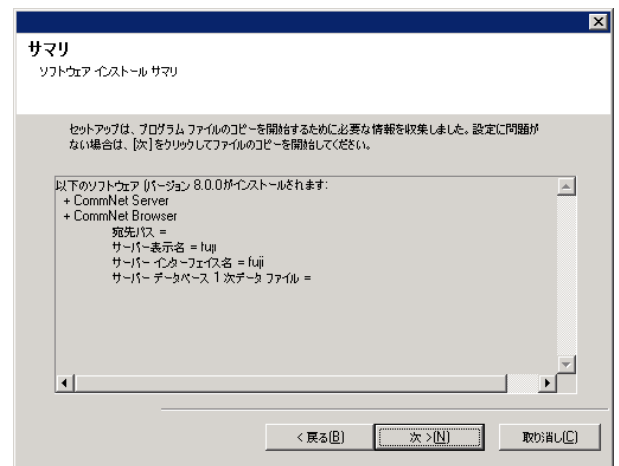 サマリ
ソフトウェア インストール サマリ
セットアップは、プログラム ファイルのコピーを開始するために必要な情報を収集しました。設定に問題が
ない場合は、[次]をクリックしてファイルのコピーを開始してください。
以下のソフトウェア (バージョン 8.0.0がインストールされます:
+ CommNet Server
+ CommNet Browser
宛先パス =
サーバー表示名 = fuji
サーバー インターフェイス名 = fuji
サーバー データベース 1 次データ ファイル =
< 戻る(B)
次 >(N)
取り消し(C)